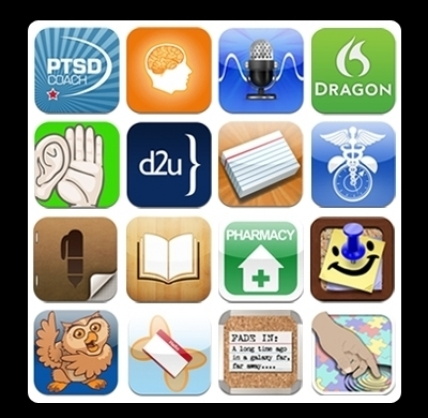 PTSD
COACH
DRAGON
d2u}
PHARMACY
FADE IN:
A long time ago
in a galaxy far,
far away....